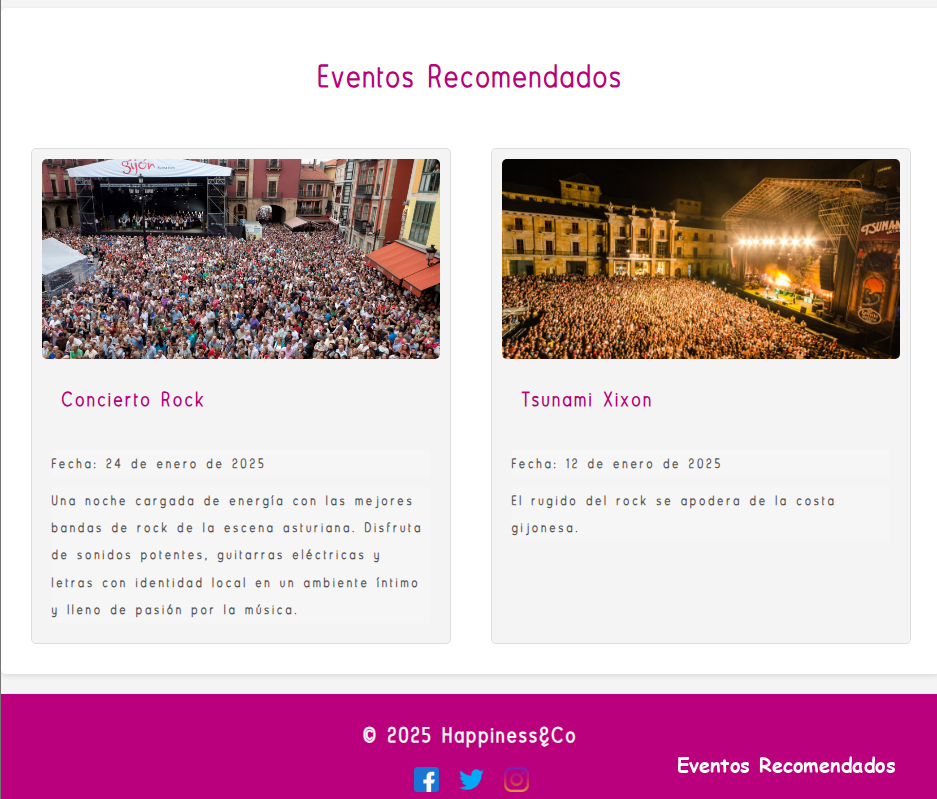 gijón
TSUNAMI
Eventos Recomendados
Concierto Rock
Fecha: 24 de enero de 2025
Una noche cargada de energía con las mejores
bandas de rock de la escena asturiana. Disfruta
de sonidos potentes, guitarras eléctricas y
letras con identidad local en un ambiente íntimo
y lleno de pasión por la música.
Tsunami Xixon
Fecha: 12 de enero de 2025
El rugido del rock se apodera de la costa
gijonesa.
© 2025 Happiness&Co
Eventos Recomendados